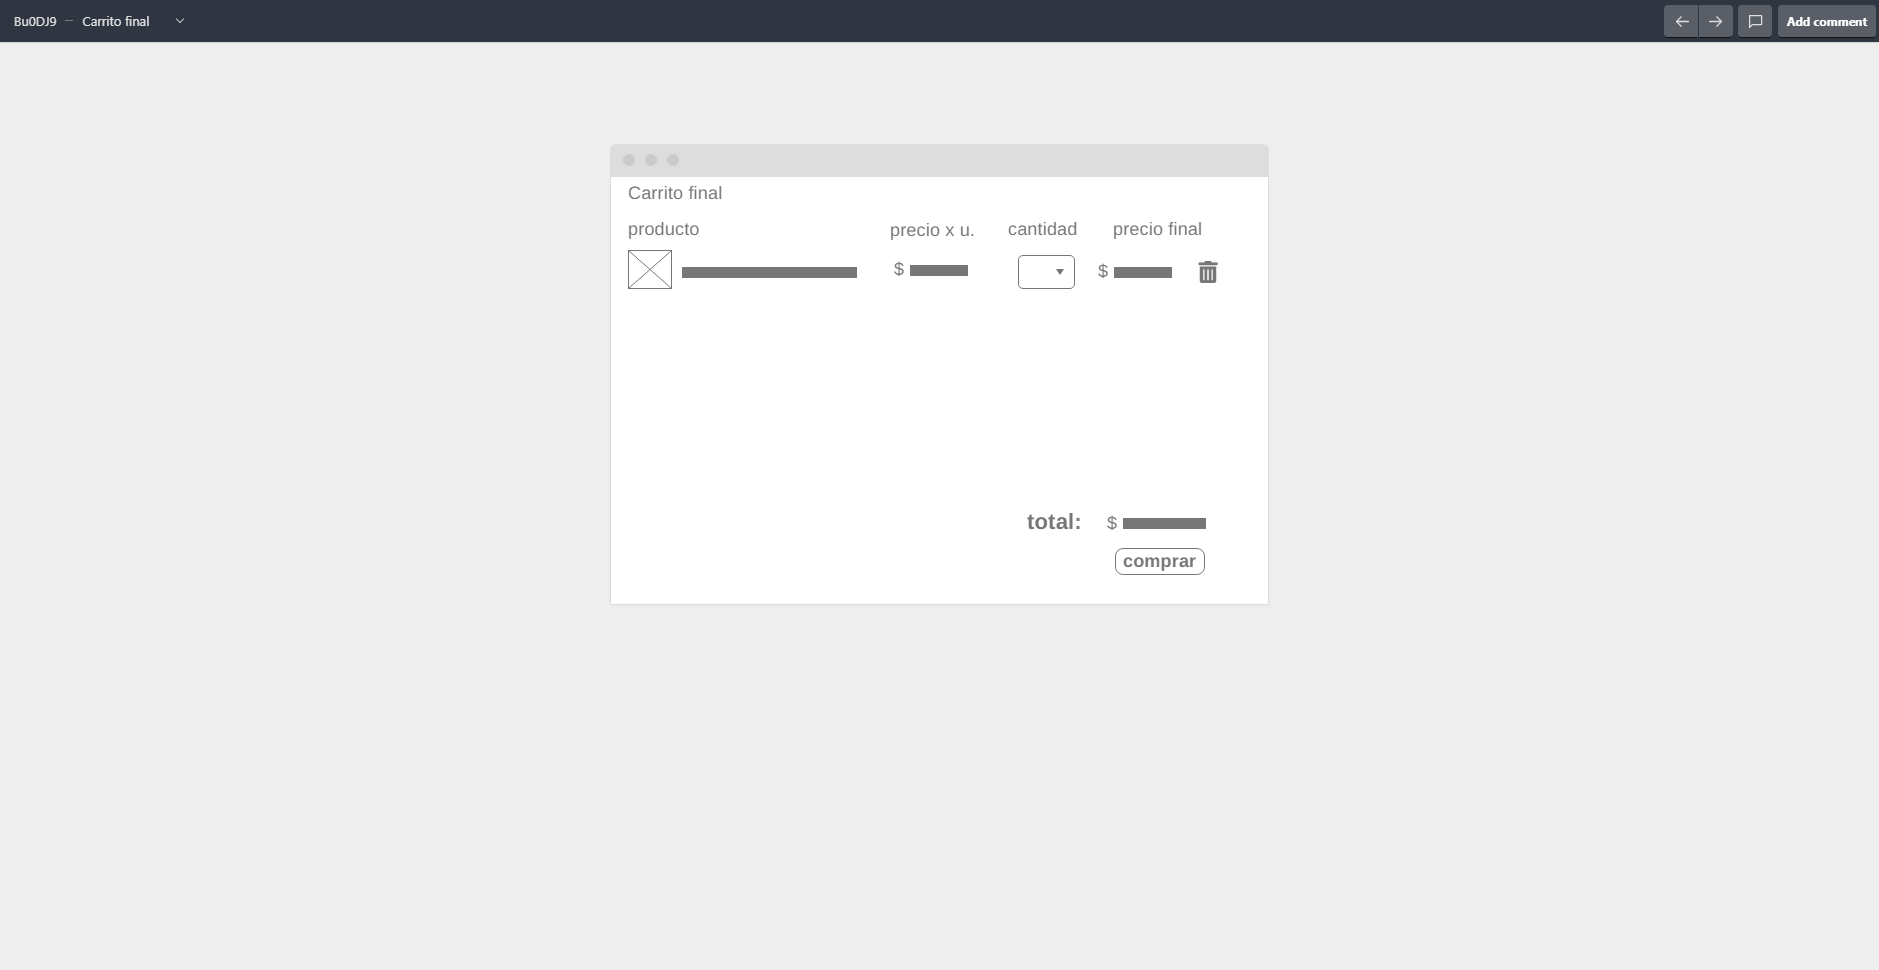 Bu0DJ9 — Carrito final
Add comment
Carrito final
producto precio x u. cantidad precio final
$ $
total: $
comprar